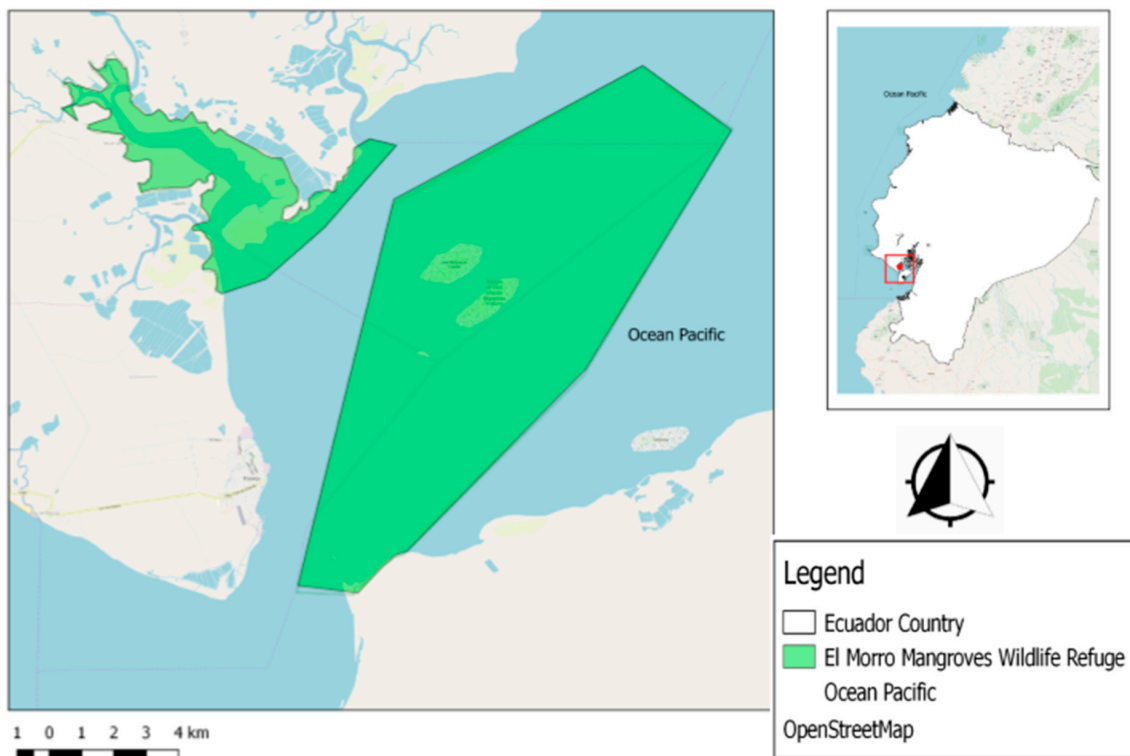 Ocean Pacific
Ocean Pacific
Legend
Ecuador Country
El Morro Mangroves Wildlife Refuge
Ocean Pacific
OpenStreetMap
1 0 1 2 3 4 km